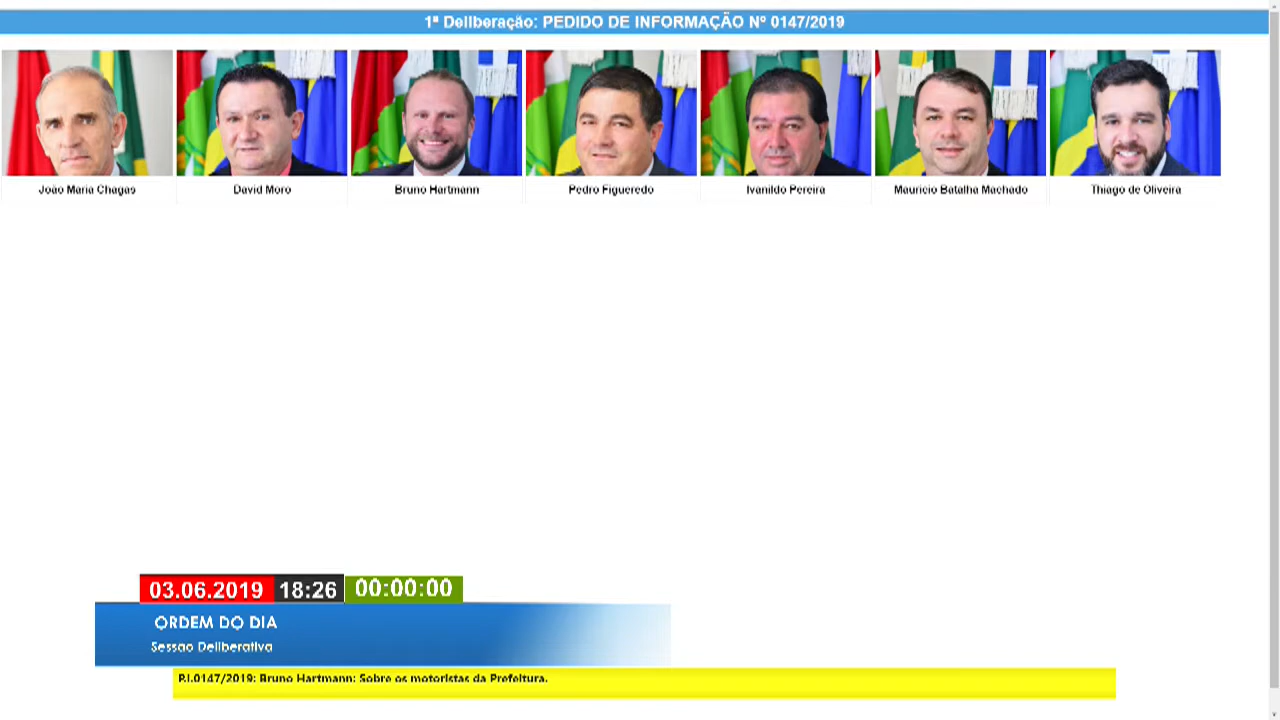 1ª Deliberação: PEDIDO DE INFORMAÇÃO Nº 0147/2019
João Maria Chagas
David Moro
Bruno Hartmann
Pedro Figueredo
Ivanildo Pereira
Mauricio Batalha Machado
Thiago de Oliveira
03.06.2019 18:26 00:00:00
ORDEM DO DIA
Sessao Deliberativa
P.I.0147/2019: Bruno Hartmann: Sobre os motoristas da Prefeitura.